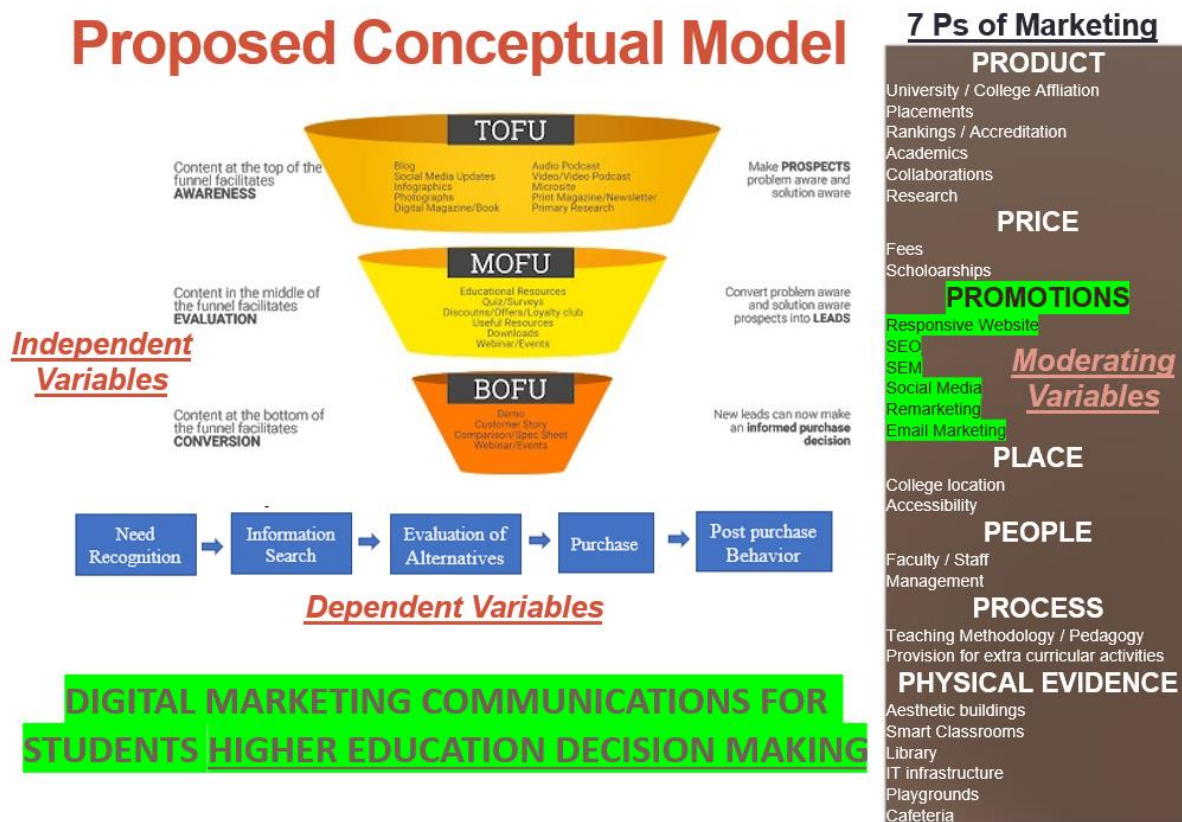 Proposed Conceptual Model
TOFU
Content at the top of the
funnel facilitates
AWARENESS
Blog
Social Media Updates
Infographics
Photographs
Digital Magazine/Book
Audio Podcast
Video/Video Podcast
Microsite
Print Magazine/Newsletter
Primary Research
Make PROSPECTS
problem aware and
solution aware
MOFU
Content in the middle of
the funnel facilitates
EVALUATION
Educational Resources
Quiz/Surveys
Discoutns/Offers/Loyalty club
Useful Resources
Downloads
Webinar/Events
Convert problem aware
and solution aware
prospects into LEADS
Independent
Variables
BOFU
Content at the bottom of
the funnel facilitates
CONVERSION
Demo
Customer Story
Comparison/Spec Sheet
Webinar/Events
New leads can now make
an informed purchase
decision
Need
Recognition
Information
Search
Evaluation of
Alternatives
Purchase
Post purchase
Behavior
Dependent Variables
DIGITAL MARKETING COMMUNICATIONS FOR
STUDENTS HIGHER EDUCATION DECISION MAKING
7 Ps of Marketing
PRODUCT
University / College Affliation
Placements
Rankings / Accreditation
Academics
Collaborations
Research
PRICE
Fees
Scholoarships
PROMOTIONS
Responsive Website
SEO
SEM
Social Media
Remarketing
Email Marketing
Moderating
Variables
PLACE
College location
Accessibility
PEOPLE
Faculty / Staff
Management
PROCESS
Teaching Methodology / Pedagogy
Provision for extra curricular activities
PHYSICAL EVIDENCE
Aesthetic buildings
Smart Classrooms
Library
IT infrastructure
Playgrounds
Cafeteria